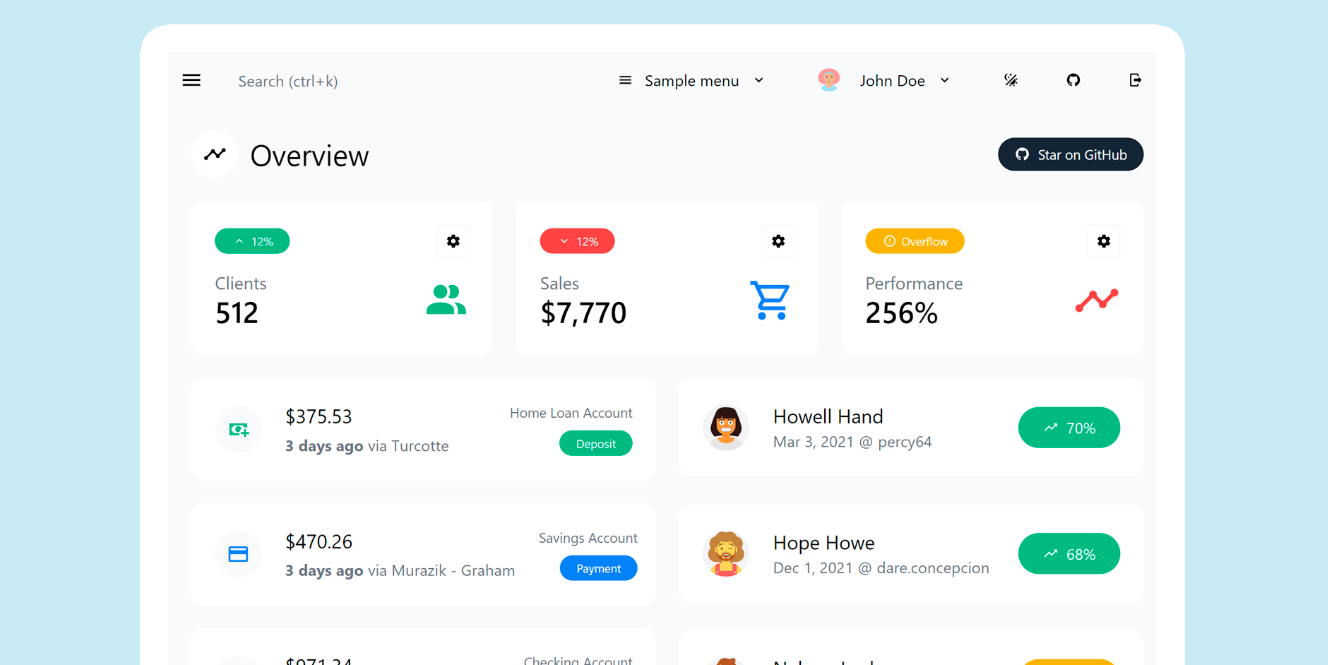 Search (ctrl+k)
Sample menu
John Doe
Overview
Star on GitHub
12%
Clients
512
12%
Sales
$7,770
Overflow
Performance
256%
$375.53
3 days ago via Turcotte
Home Loan Account
Deposit
Howell Hand
Mar 3, 2021 @ percy64
70%
$470.26
3 days ago via Murazik - Graham
Savings Account
Payment
Hope Howe
Dec 1, 2021 @ dare.concepcion
68%
$971.34
Checking Account